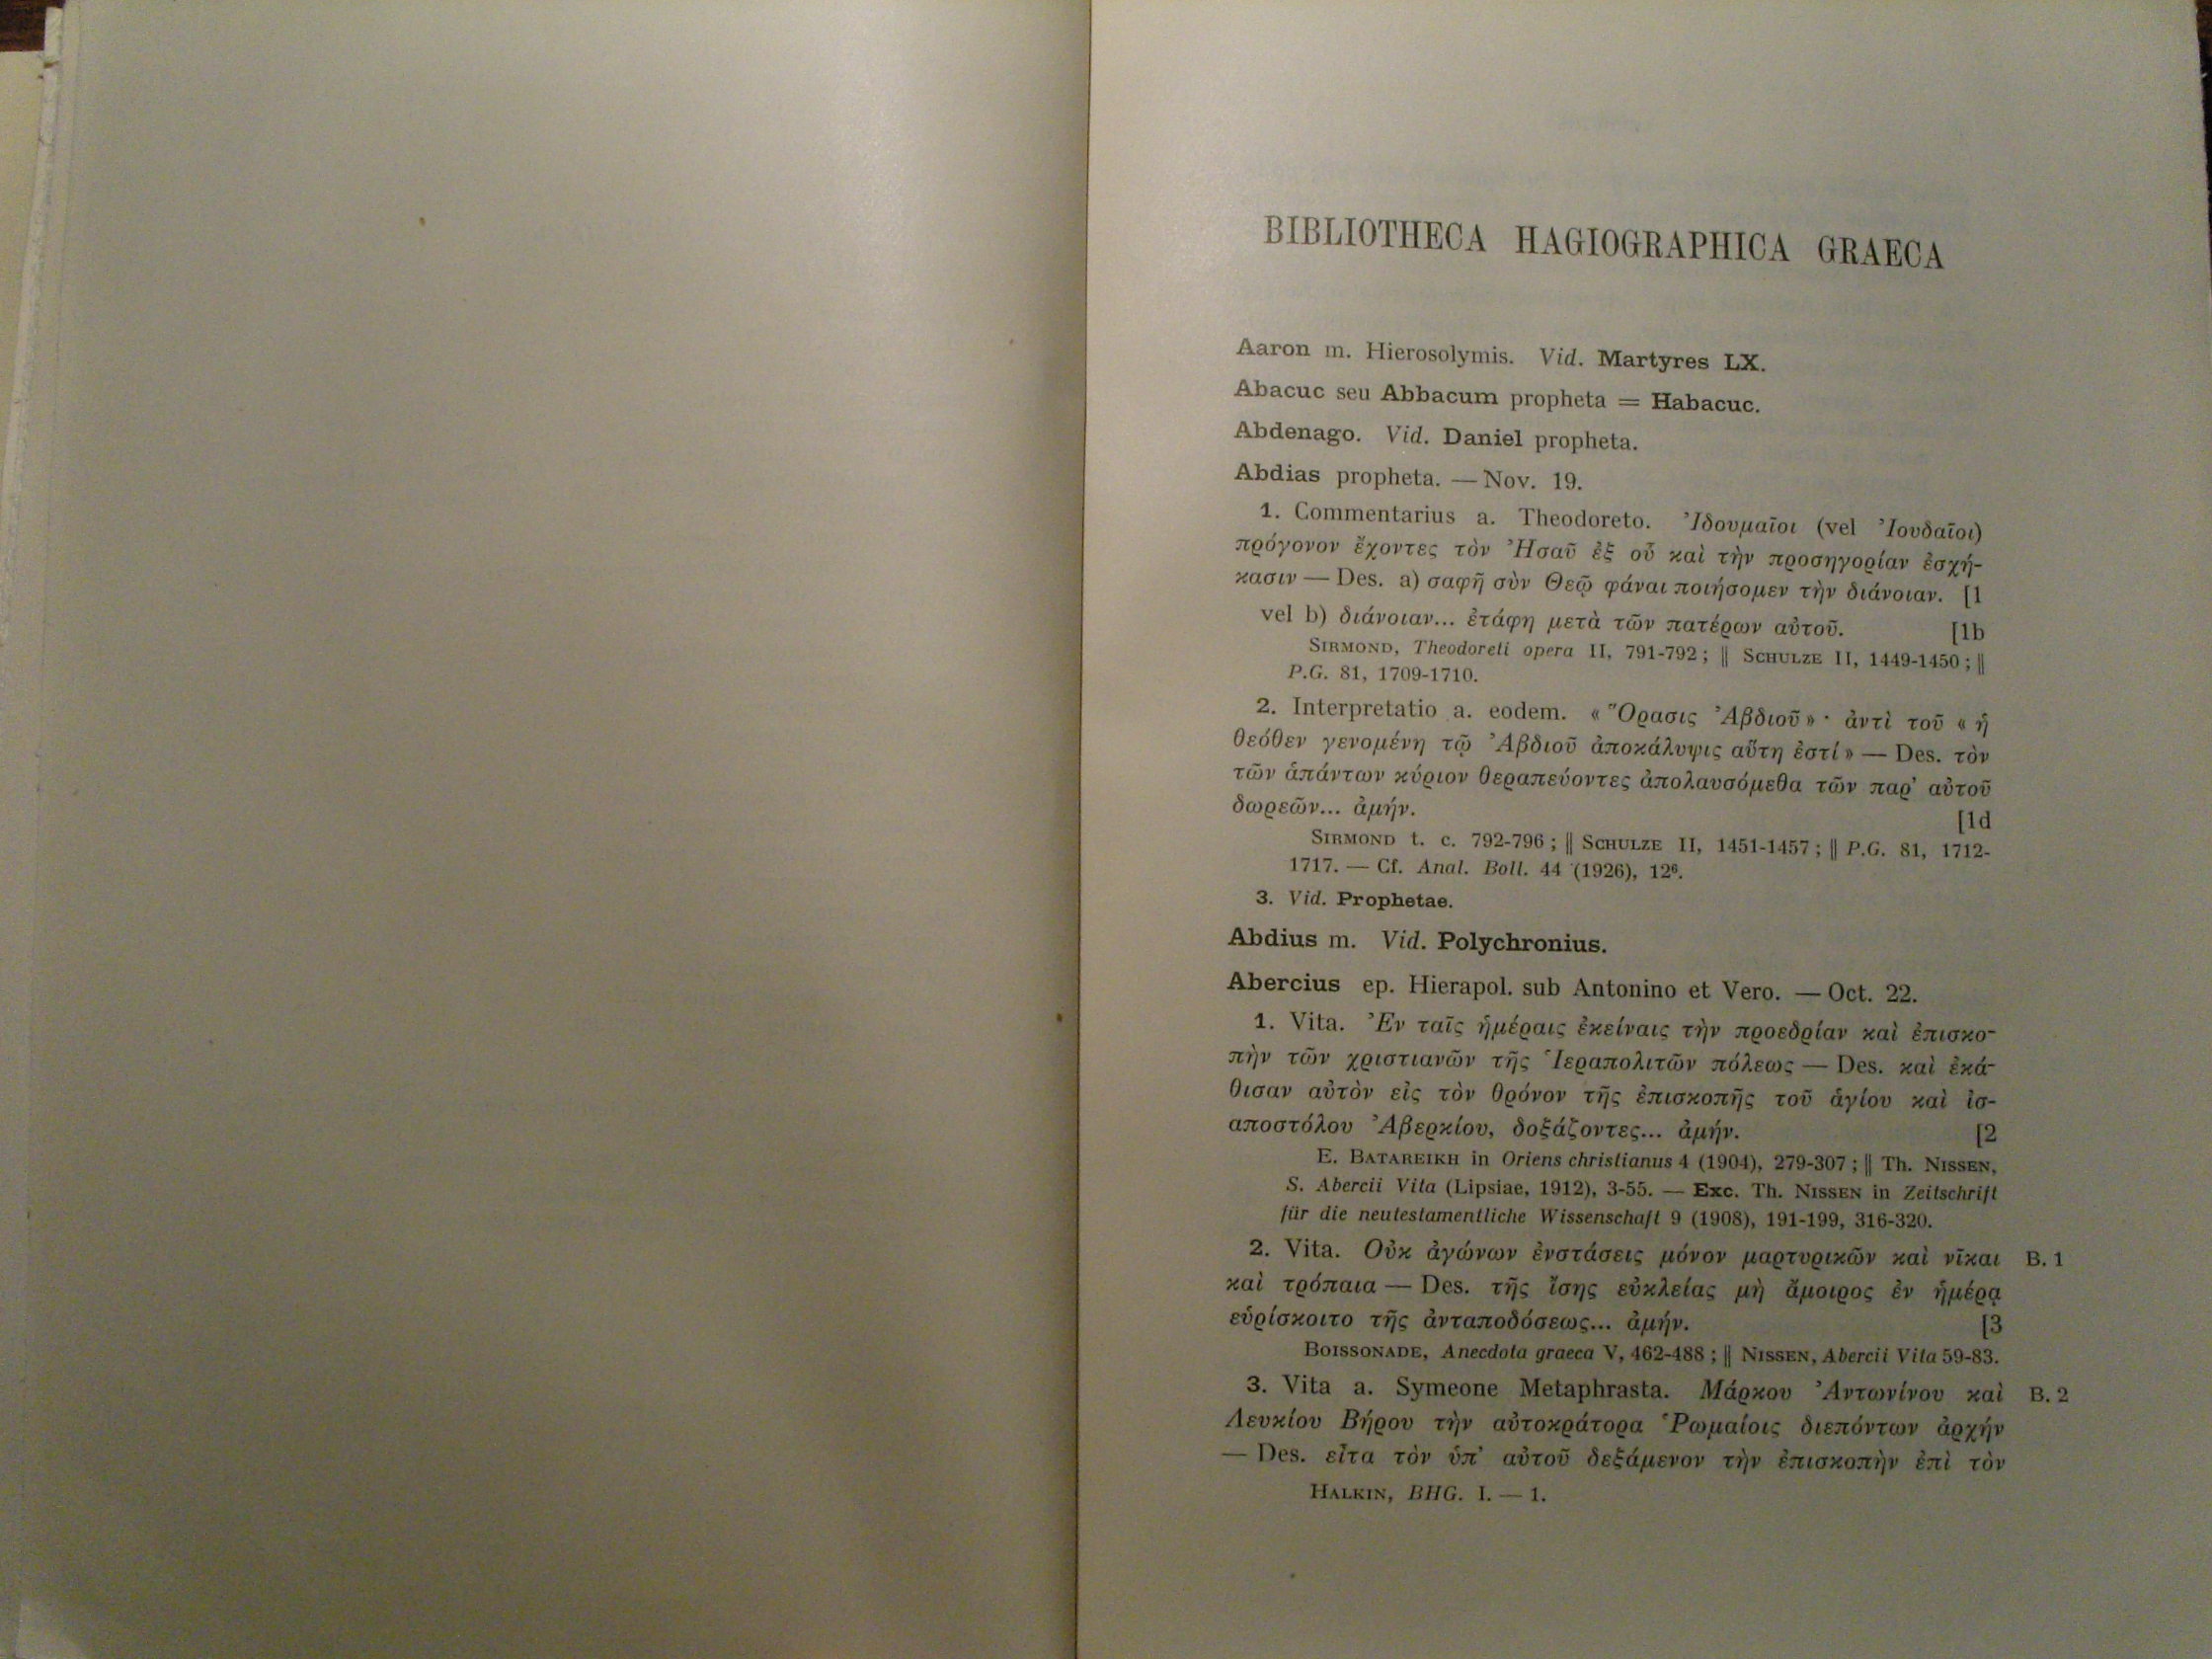 BIBLIOTHECA HAGIOGRAPHICA GRAECA
Aaron m. Hierosolymis. Vid. Martyres LX.
Abacuc seu Abbacum propheta = Habacuc.
Abdenago. Vid. Daniel propheta.
Abdias propheta. — Nov. 19.
1. Commentarius a. Theodoreto. Ἰδουμαῖοι (vel Ἰουδαῖοι)
πρόγονον ἔχοντες τὸν Ἠσαῦ ἐξ οὗ καὶ τὴν προσηγορίαν ἐσχή-
κασιν — Des. a) σαφῆ σὺν Θεῷ φάναι ποιήσομεν τὴν διάνοιαν. [1
vel b) διάνοιαν... ἐτάφη μετὰ τῶν πατέρων αὐτοῦ. [1b
SIRMOND, Theodoreti opera II, 791-792 ; || SCHULZE II, 1449-1450 ; ||
P.G. 81, 1709-1710.
2. Interpretatio a. eodem. « Ὅρασις Ἀβδιοῦ » · ἀντὶ τοῦ « ἡ
θεόθεν γενομένη τῷ Ἀβδιοῦ ἀποκάλυψις αὕτη ἐστί » — Des. τὸν
τῶν ἁπάντων κύριον θεραπεύοντες ἀπολαυσόμεθα τῶν παρ' αὐτοῦ
δωρεῶν... ἀμήν. [1d
SIRMOND t. c. 792-796 ; || SCHULZE II, 1451-1457 ; || P.G. 81, 1712-
1717. — Cf. Anal. Boll. 44 (1926), 12⁶.
3. Vid. Prophetae.
Abdius m. Vid. Polychronius.
Abercius ep. Hierapol. sub Antonino et Vero. — Oct. 22.
1. Vita. Ἐν ταῖς ἡμέραις ἐκείναις τὴν προεδρίαν καὶ ἐπισκο-
πὴν τῶν χριστιανῶν τῆς Ἱεραπολιτῶν πόλεως — Des. καὶ ἐκά-
θισαν αὐτὸν εἰς τὸν θρόνον τῆς ἐπισκοπῆς τοῦ ἁγίου καὶ ἰσ-
αποστόλου Ἀβερκίου, δοξάζοντες... ἀμήν. [2
E. BATAREIKH in Oriens christianus 4 (1904), 279-307 ; || Th. NISSEN,
S. Abercii Vita (Lipsiae, 1912), 3-55. — Exc. Th. NISSEN in Zeitschrift
für die neutestamentliche Wissenschaft 9 (1908), 191-199, 316-320.
2. Vita. Οὐκ ἀγώνων ἐνστάσεις μόνον μαρτυρικῶν καὶ νῖκαι B. 1
καὶ τρόπαια — Des. τῆς ἴσης εὐκλείας μὴ ἄμοιρος ἐν ἡμέρᾳ
εὑρίσκοιτο τῆς ἀνταποδόσεως... ἀμήν. [3
BOISSONADE, Anecdota graeca V, 462-488 ; || NISSEN, Abercii Vita 59-83.
3. Vita a. Symeone Metaphrasta. Μάρκου Ἀντωνίνου καὶ B. 2
Λευκίου Βήρου τὴν αὐτοκράτορα Ῥωμαίοις διεπόντων ἀρχήν
— Des. εἶτα τὸν ὑπ' αὐτοῦ δεξάμενον τὴν ἐπισκοπὴν ἐπὶ τὸν
HALKIN, BHG. I. — 1.